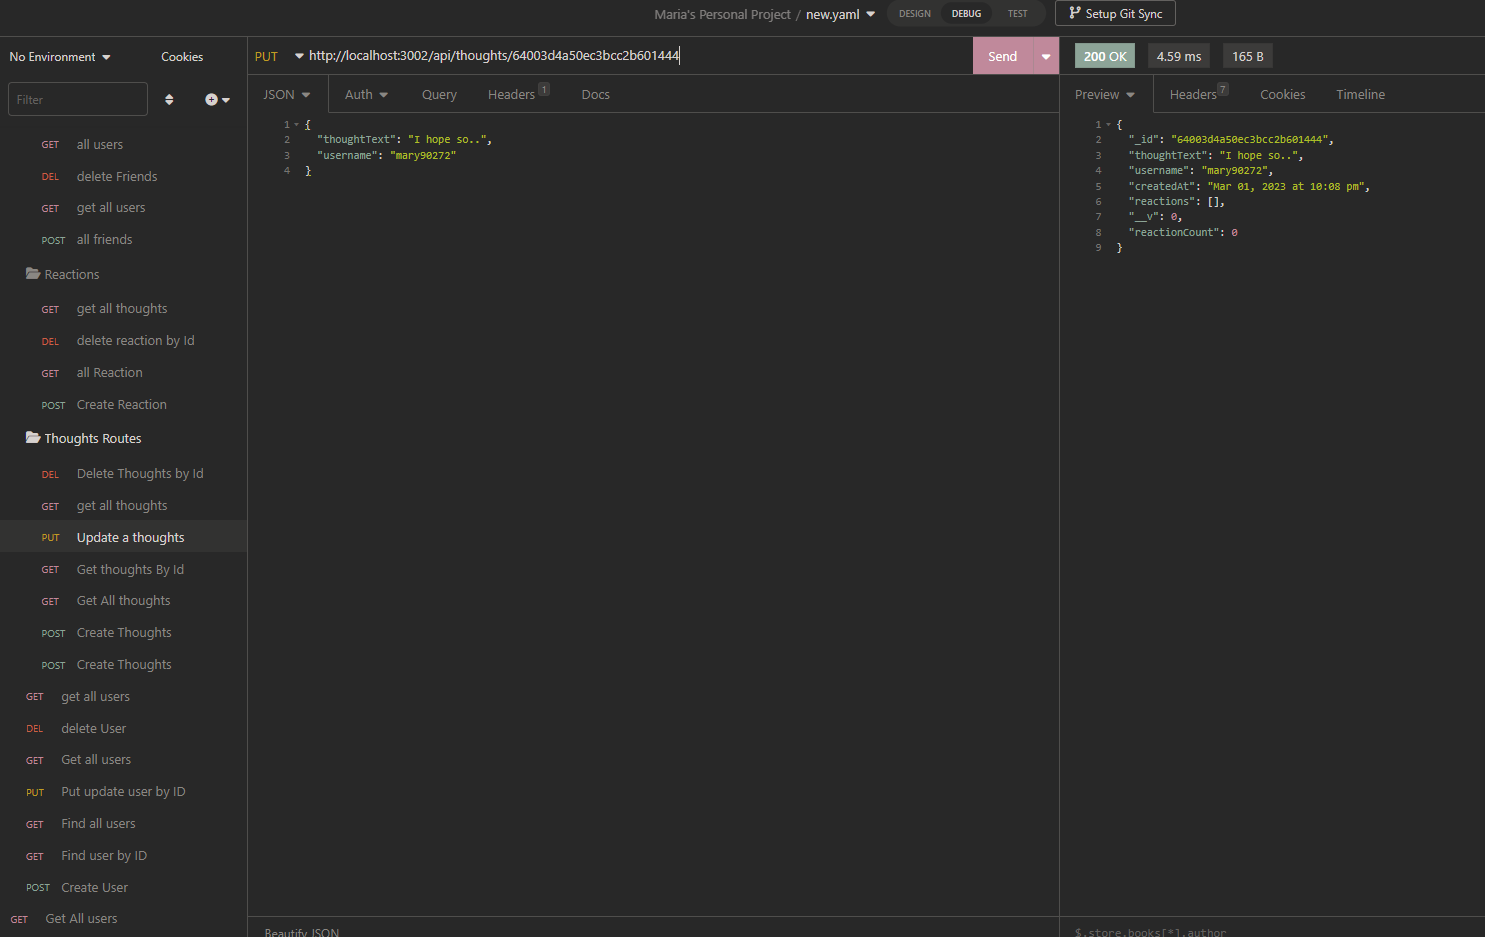 Maria's Personal Project / new.yaml
DESIGN DEBUG TEST
Setup Git Sync
No Environment
Cookies
Filter
GET all users
DEL delete Friends
GET get all users
POST all friends
Reactions
GET get all thoughts
DEL delete reaction by Id
GET all Reaction
POST Create Reaction
Thoughts Routes
DEL Delete Thoughts by Id
GET get all thoughts
PUT Update a thoughts
GET Get thoughts By Id
GET Get All thoughts
POST Create Thoughts
POST Create Thoughts
GET get all users
DEL delete User
GET Get all users
PUT Put update user by ID
GET Find all users
GET Find user by ID
POST Create User
GET Get All users
PUT http://localhost:3002/api/thoughts/64003d4a50ec3bcc2b601444 Send
JSON Auth Query Headers 1 Docs
1 {
2 "thoughtText": "I hope so..",
3 "username": "mary90272"
4 }
Beautify JSON
200 OK 4.59 ms 165 B
Preview Headers 7 Cookies Timeline
1 {
2 "_id": "64003d4a50ec3bcc2b601444",
3 "thoughtText": "I hope so..",
4 "username": "mary90272",
5 "createdAt": "Mar 01, 2023 at 10:08 pm",
6 "reactions": [],
7 "__v": 0,
8 "reactionCount": 0
9 }
$.store.books[*].author